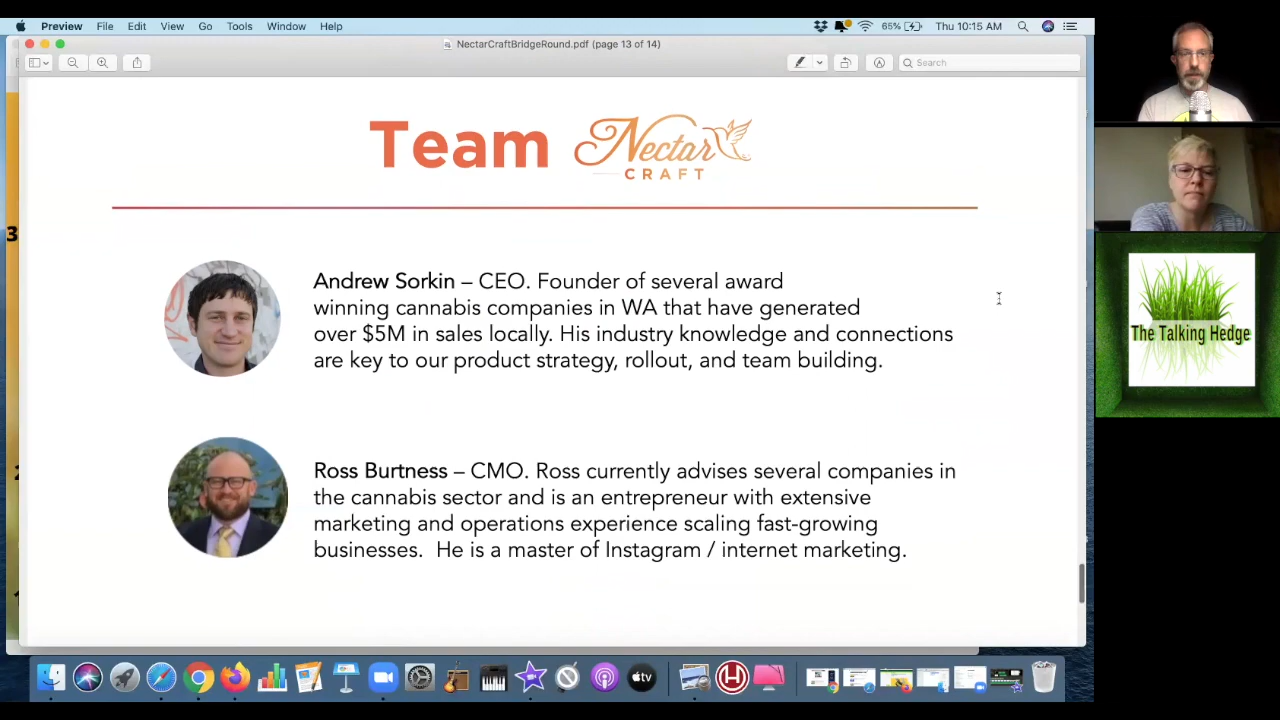 Preview File Edit View Go Tools Window Help
65% Thu 10:15 AM
NectarCraftBridgeRound.pdf (page 13 of 14)
Search
Team Nectar
CRAFT
3
Andrew Sorkin – CEO. Founder of several award
winning cannabis companies in WA that have generated
over $5M in sales locally. His industry knowledge and connections
are key to our product strategy, rollout, and team building.
Ross Burtness – CMO. Ross currently advises several companies in
the cannabis sector and is an entrepreneur with extensive
marketing and operations experience scaling fast-growing
businesses. He is a master of Instagram / internet marketing.
The Talking Hedge
tv